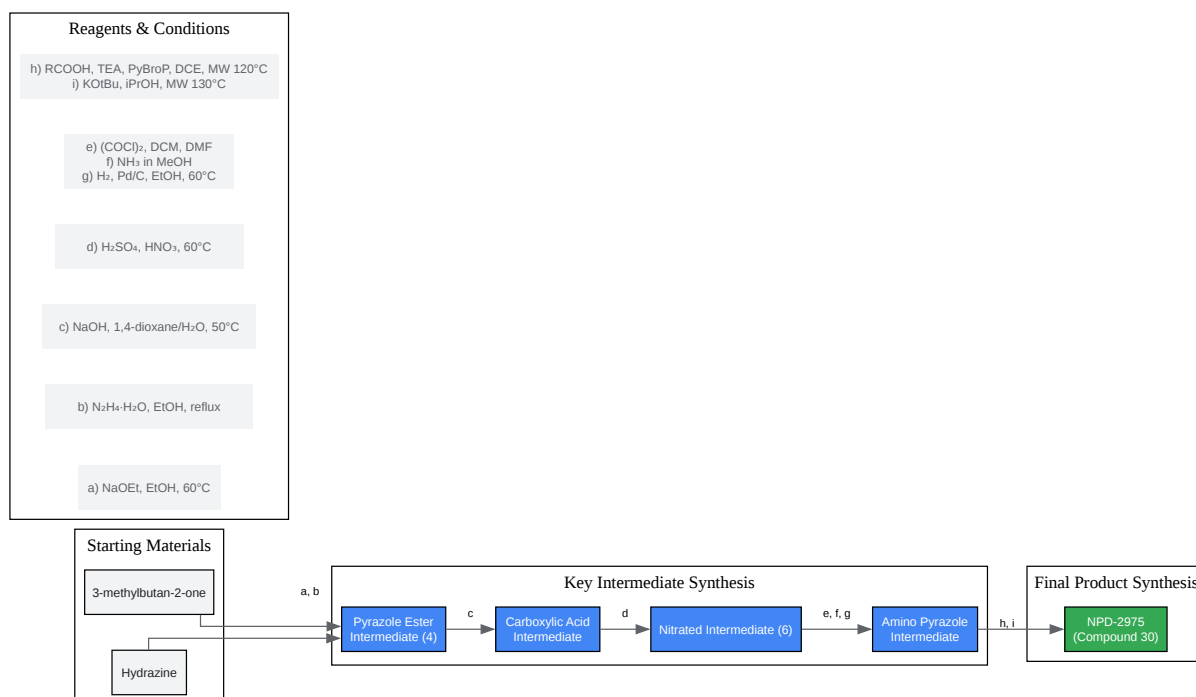 Reagents & Conditions
h) RCOOH, TEA, PyBroP, DCE, MW 120°C
i) KOtBu, iPrOH, MW 130°C
e) (COCl)₂, DCM, DMF
f) NH₃ in MeOH
g) H₂, Pd/C, EtOH, 60°C
d) H₂SO₄, HNO₃, 60°C
c) NaOH, 1,4-dioxane/H₂O, 50°C
b) N₂H₄·H₂O, EtOH, reflux
a) NaOEt, EtOH, 60°C
Starting Materials
3-methylbutan-2-one
Hydrazine
a, b
Key Intermediate Synthesis
Pyrazole Ester
Intermediate (4)
c
Carboxylic Acid
Intermediate
d
Nitrated Intermediate (6)
e, f, g
Amino Pyrazole
Intermediate
h, i
Final Product Synthesis
NPD-2975
(Compound 30)